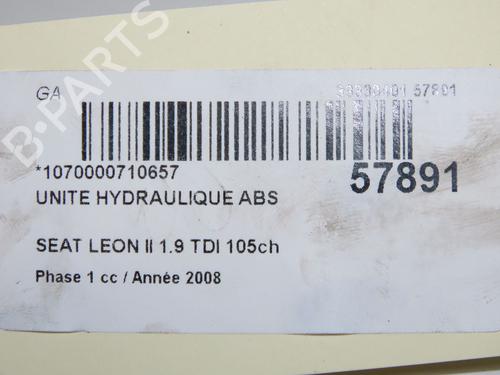 GA
57891
*1070000710657
57891
UNITE HYDRAULIQUE ABS
SEAT LEON II 1.9 TDI 105ch
Phase 1 cc / Année 2008
B-PARTS